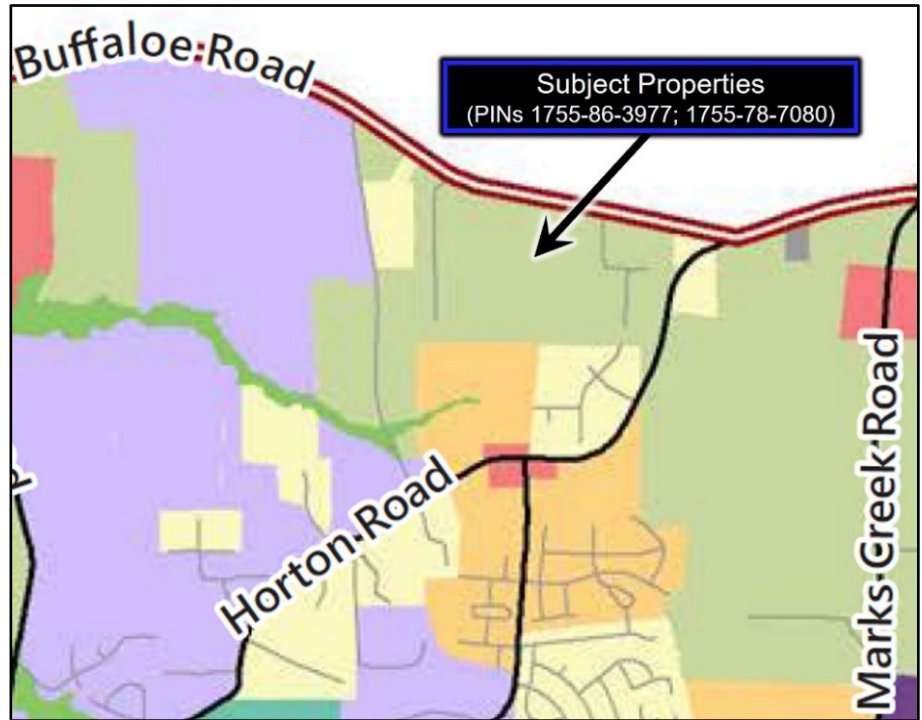 Buffaloe Road
Subject Properties
(PINs 1755-86-3977; 1755-78-7080)
Horton Road
Marks Creek Road